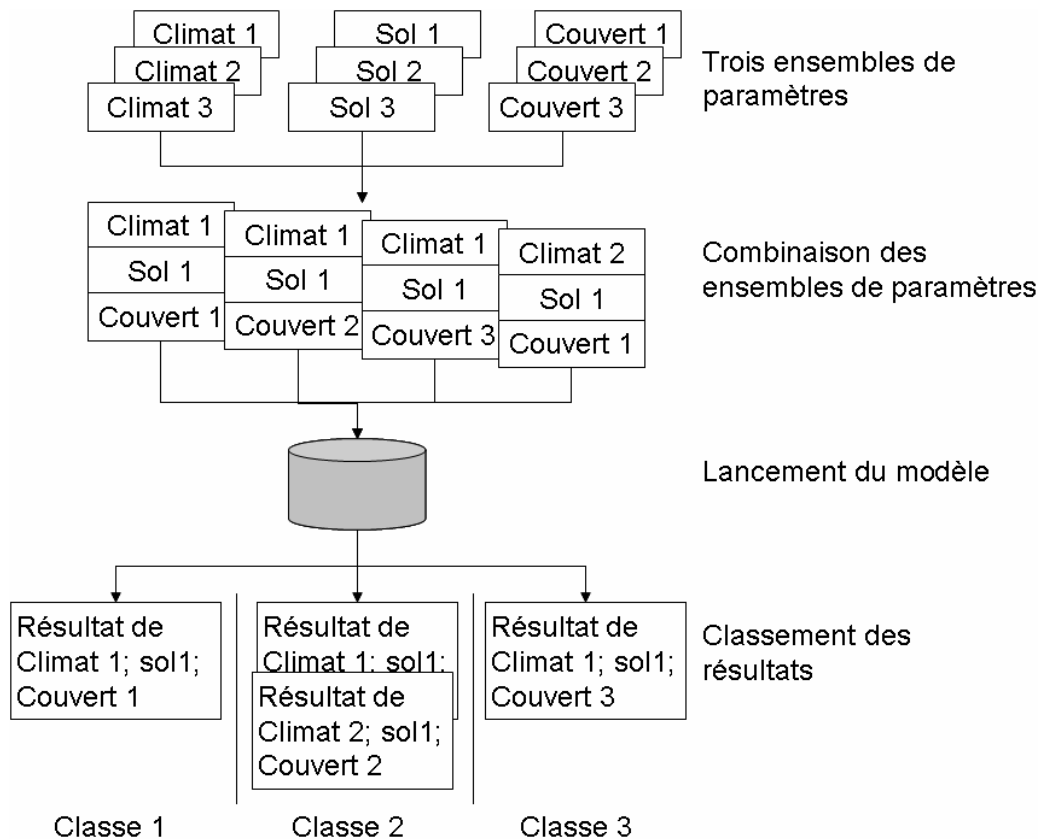 Climat 1
Sol 1
Couvert 1
Climat 2
Sol 2
Couvert 2
Climat 3
Sol 3
Couvert 3
Trois ensembles de
paramètres
Climat 1
Sol 1
Couvert 1
Climat 1
Sol 1
Couvert 2
Climat 1
Sol 1
Couvert 3
Climat 2
Sol 1
Couvert 1
Combinaison des
ensembles de paramètres
Lancement du modèle
Résultat de
Climat 1; sol1;
Couvert 1
Résultat de
Climat 1; sol1;
Résultat de
Climat 2; sol1;
Couvert 2
Résultat de
Climat 1; sol1;
Couvert 3
Classement des
résultats
Classe 1
Classe 2
Classe 3